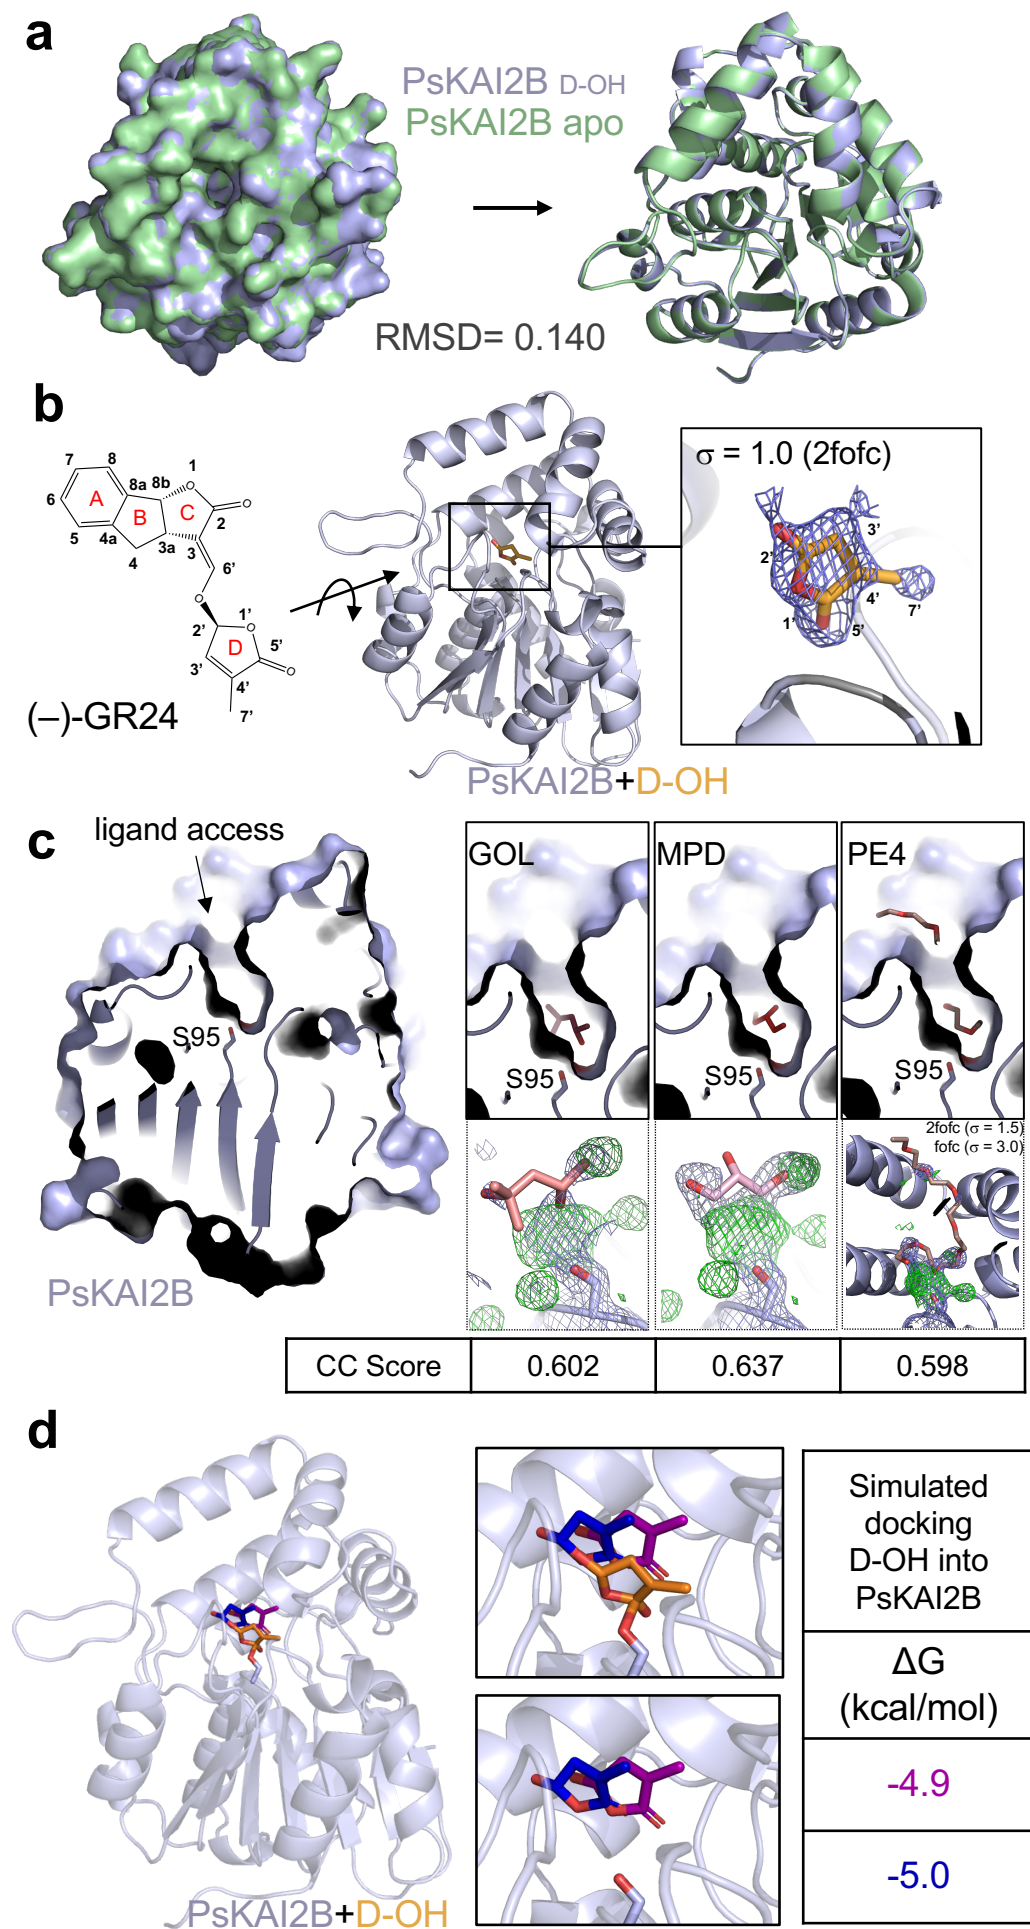 a
PsKAI2B D-OH
PsKAI2B apo
RMSD= 0.140
b
7
8
8a
8b
1
O
6
A
B
C
O
5
4a
4
3a
3
2
6'
O
1'
2'
O
5'
D
O
3'
4'
7'
(–)-GR24
σ = 1.0 (2fofc)
3'
2'
4'
7'
1'
5'
PsKAI2B+D-OH
c
ligand access
S95
PsKAI2B
GOL
MPD
PE4
S95
S95
S95
2fofc (σ = 1.5)
fofc (σ = 3.0)
CC Score
0.602
0.637
0.598
d
PsKAI2B+D-OH
Simulated
docking
D-OH into
PsKAI2B
ΔG
(kcal/mol)
-4.9
-5.0